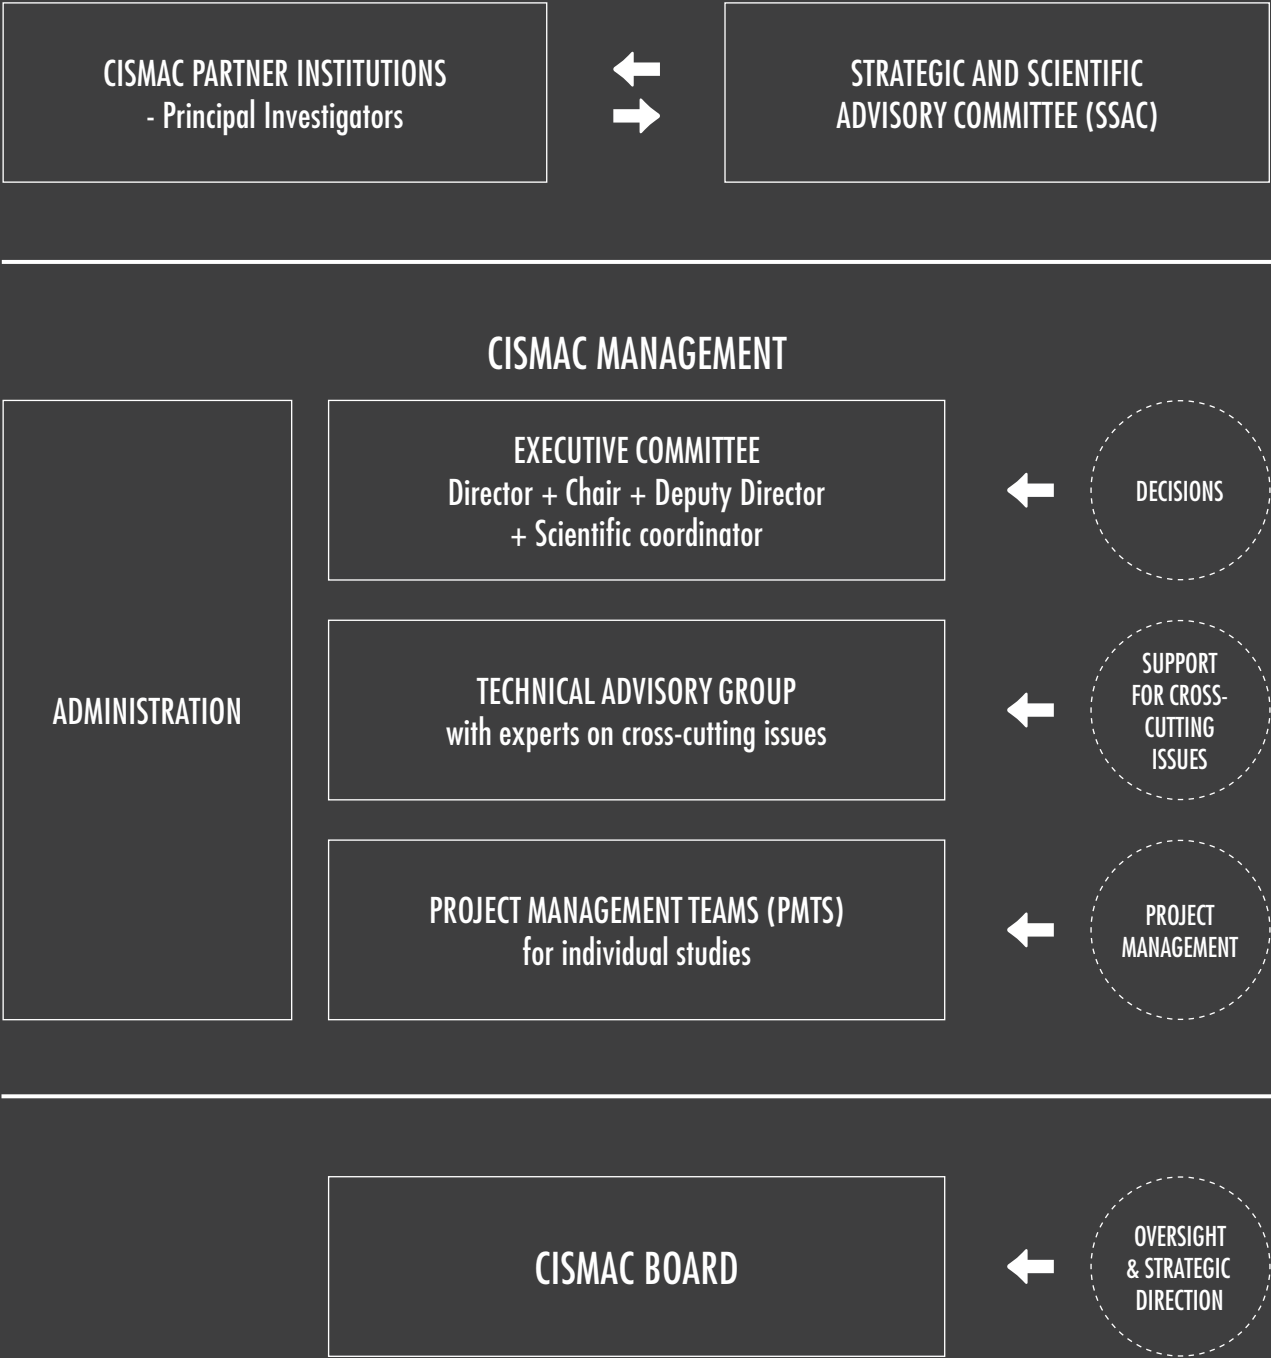 CISMAC PARTNER INSTITUTIONS
- Principal Investigators
STRATEGIC AND SCIENTIFIC
ADVISORY COMMITTEE (SSAC)
CISMAC MANAGEMENT
ADMINISTRATION
EXECUTIVE COMMITTEE
Director + Chair + Deputy Director
+ Scientific coordinator
DECISIONS
TECHNICAL ADVISORY GROUP
with experts on cross-cutting issues
SUPPORT
FOR CROSS-
CUTTING
ISSUES
PROJECT MANAGEMENT TEAMS (PMTS)
for individual studies
PROJECT
MANAGEMENT
CISMAC BOARD
OVERSIGHT
& STRATEGIC
DIRECTION